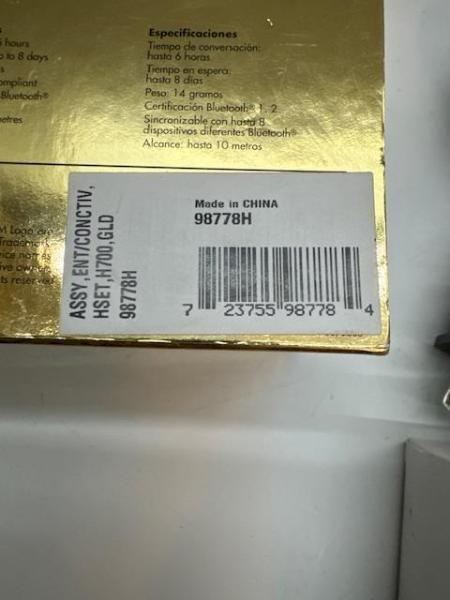 hours
to 8 days
Bluetooth®
Especificaciones
Tiempo de conversación:
hasta 6 horas
Tiempo en espera:
hasta 8 días
Peso: 14 gramos
Certificación Bluetooth® 1.2
Sincronizable con hasta 8
dispositivos diferentes Bluetooth®
Alcance: hasta 10 metros
ASSY,ENT/CONCTIV,
HSET,H700,GLD
98778H
Made in CHINA
98778H
7 23755 98778 4